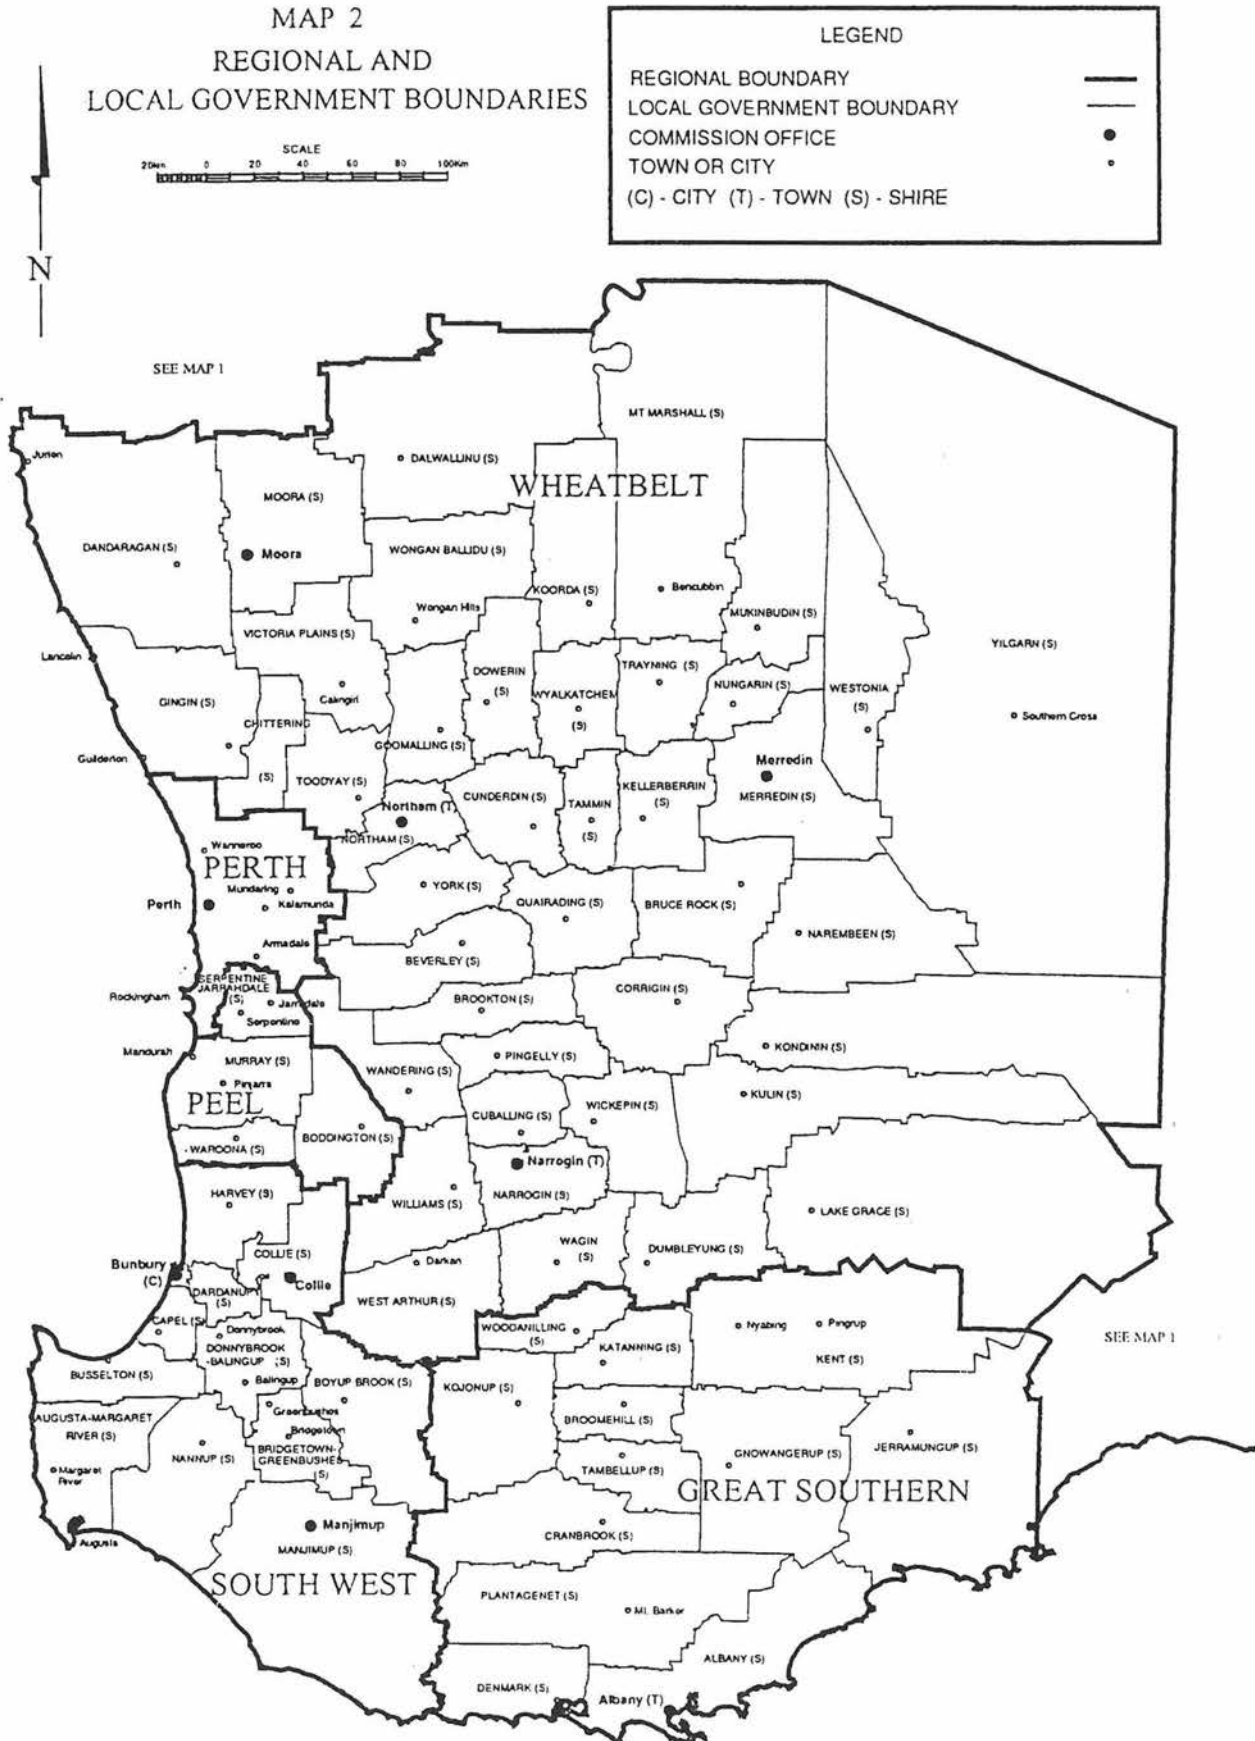 MAP 2
REGIONAL AND
LOCAL GOVERNMENT BOUNDARIES
SCALE
20km 0 20 40 60 80 100Km
N
LEGEND
REGIONAL BOUNDARY
LOCAL GOVERNMENT BOUNDARY
COMMISSION OFFICE
TOWN OR CITY
(C) - CITY (T) - TOWN (S) - SHIRE
SEE MAP 1
MT MARSHALL (S)
Jurien
DALWALLINU (S)
WHEATBELT
MOORA (S)
DANDARAGAN (S)
Moora
WONGAN BALLIDU (S)
KOORDA (S)
Bencubbin
Wongan Hills
MUKINBUDIN (S)
VICTORIA PLAINS (S)
YILGARN (S)
Lancelin
DOWERIN
(S)
TRAYNING (S)
NUNGARIN (S)
WESTONIA
(S)
WYALKATCHEM
(S)
GINGIN (S)
Calingiri
CHITTERING
(S)
Southern Cross
GOOMALLING (S)
Guilderton
TOODYAY (S)
Merredin
MERREDIN (S)
KELLERBERRIN
(S)
CUNDERDIN (S)
TAMMIN
(S)
Northam (T)
NORTHAM (S)
Wanneroo
PERTH
Mundaring
Kalamunda
Perth
YORK (S)
QUAIRADING (S)
BRUCE ROCK (S)
NAREMBEEN (S)
Armadale
BEVERLEY (S)
SERPENTINE
JARRAHDALE
(S)
Jarrahdale
Serpentine
Rockingham
BROOKTON (S)
CORRIGIN (S)
Mandurah
MURRAY (S)
PINGELLY (S)
KONDININ (S)
WANDERING (S)
Pinjarra
PEEL
KULIN (S)
CUBALLING (S)
WICKEPIN (S)
WAROONA (S)
BODDINGTON (S)
Narrogin (T)
NARROGIN (S)
HARVEY (S)
WILLIAMS (S)
LAKE GRACE (S)
COLLIE (S)
WAGIN
(S)
DUMBLEYUNG (S)
Bunbury
(C)
Collie
Darkan
DARDANUP
(S)
WEST ARTHUR (S)
CAPEL (S)
Donnybrook
DONNYBROOK
-BALINGUP (S)
WOODANILLING
(S)
Nyabing
Pingrup
SEE MAP 1
KATANNING (S)
KENT (S)
BUSSELTON (S)
Balingup
BOYUP BROOK (S)
KOJONUP (S)
AUGUSTA-MARGARET
RIVER (S)
Greenbushes
Bridgetown
BROOMEHILL (S)
BRIDGETOWN-
GREENBUSHES
(S)
NANNUP (S)
JERRAMUNGUP (S)
GNOWANGERUP (S)
Margaret
River
TAMBELLUP (S)
GREAT SOUTHERN
Manjimup
CRANBROOK (S)
Augusta
MANJIMUP (S)
SOUTH WEST
PLANTAGENET (S)
Mt. Barker
ALBANY (S)
DENMARK (S)
Albany (T)